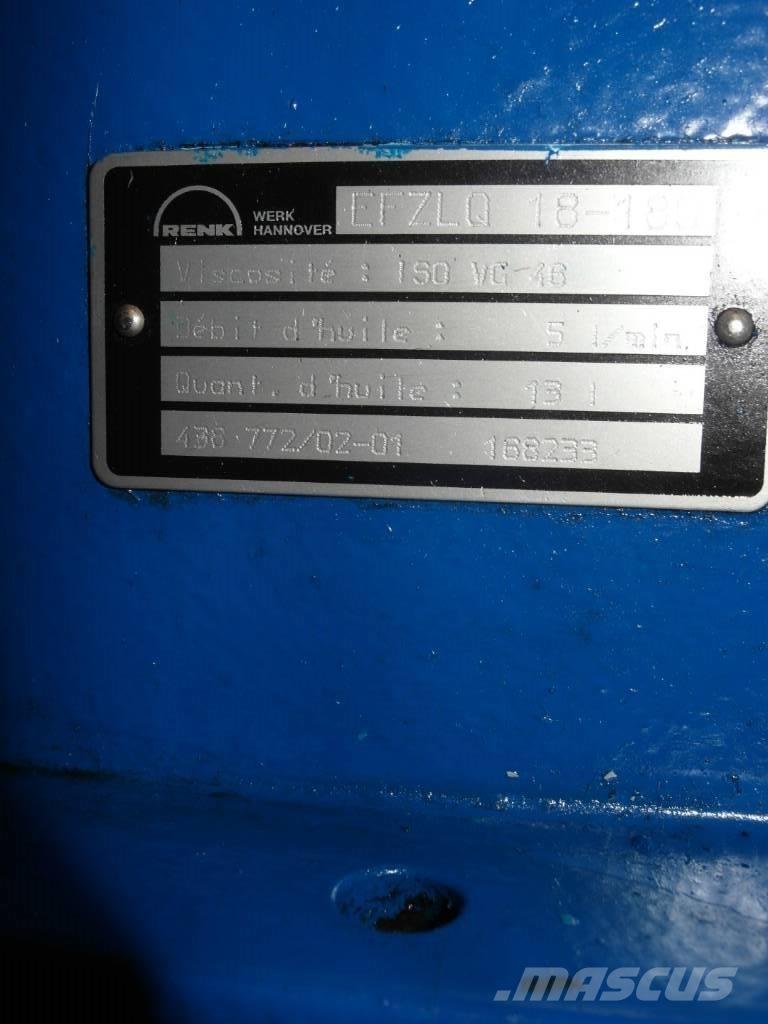 RENK WERK HANNOVER EFZLQ 18-180
Viscosité : ISO VG 46
Débit d'huile : 5 l/min.
Quant. d'huile : 13 l
438 772/02-01 168233
MASCUS